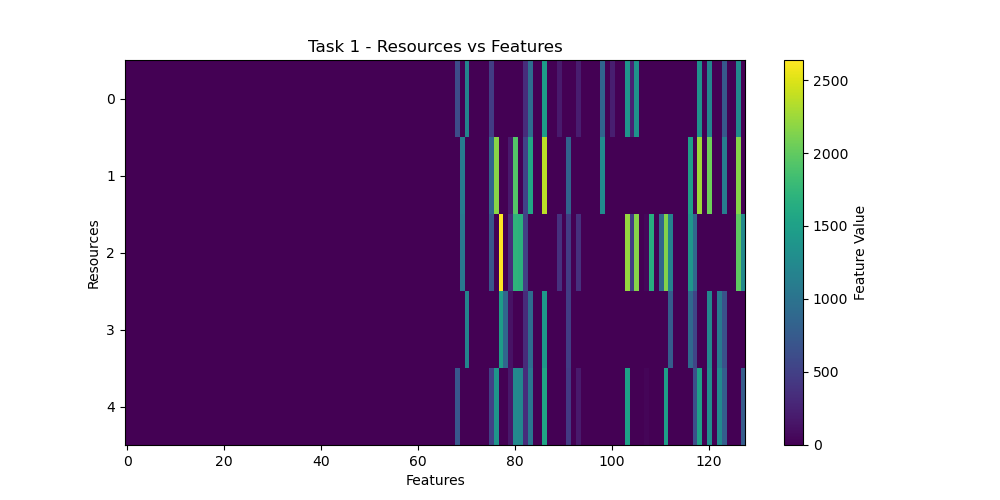 Task 1 - Resources vs Features
Resources
0
1
2
3
4
0 20 40 60 80 100 120
Features
2500
2000
1500
1000
500
0
Feature Value